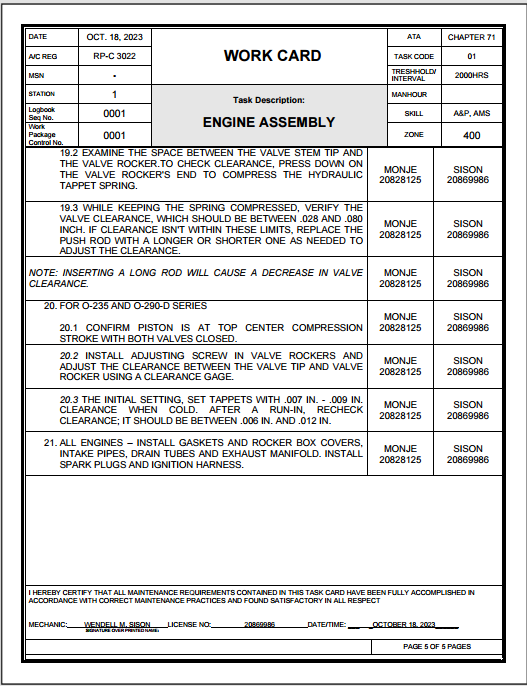 DATE OCT. 18, 2023 WORK CARD ATA CHAPTER 71
A/C REG RP-C 3022 TASK CODE 01
MSN - TRESHHOLD/ INTERVAL 2000HRS
STATION 1 Task Description: MANHOUR
Logbook Seq No. 0001 ENGINE ASSEMBLY SKILL A&P, AMS
Work Package Control No. 0001 ZONE 400
19.2 EXAMINE THE SPACE BETWEEN THE VALVE STEM TIP AND
THE VALVE ROCKER.TO CHECK CLEARANCE, PRESS DOWN ON
THE VALVE ROCKER'S END TO COMPRESS THE HYDRAULIC
TAPPET SPRING.
MONJE 20828125
SISON 20869986
19.3 WHILE KEEPING THE SPRING COMPRESSED, VERIFY THE
VALVE CLEARANCE, WHICH SHOULD BE BETWEEN .028 AND .080
INCH. IF CLEARANCE ISN'T WITHIN THESE LIMITS, REPLACE THE
PUSH ROD WITH A LONGER OR SHORTER ONE AS NEEDED TO
ADJUST THE CLEARANCE.
MONJE 20828125
SISON 20869986
NOTE: INSERTING A LONG ROD WILL CAUSE A DECREASE IN VALVE
CLEARANCE.
MONJE 20828125
SISON 20869986
20. FOR O-235 AND O-290-D SERIES
20.1 CONFIRM PISTON IS AT TOP CENTER COMPRESSION
STROKE WITH BOTH VALVES CLOSED.
MONJE 20828125
SISON 20869986
20.2 INSTALL ADJUSTING SCREW IN VALVE ROCKERS AND
ADJUST THE CLEARANCE BETWEEN THE VALVE TIP AND VALVE
ROCKER USING A CLEARANCE GAGE.
MONJE 20828125
SISON 20869986
20.3 THE INITIAL SETTING, SET TAPPETS WITH .007 IN. - .009 IN.
CLEARANCE WHEN COLD. AFTER A RUN-IN, RECHECK
CLEARANCE; IT SHOULD BE BETWEEN .006 IN. AND .012 IN.
MONJE 20828125
SISON 20869986
21. ALL ENGINES – INSTALL GASKETS AND ROCKER BOX COVERS,
INTAKE PIPES, DRAIN TUBES AND EXHAUST MANIFOLD. INSTALL
SPARK PLUGS AND IGNITION HARNESS.
MONJE 20828125
SISON 20869986
I HEREBY CERTIFY THAT ALL MAINTENANCE REQUIREMENTS CONTAINED IN THIS TASK CARD HAVE BEEN FULLY ACCOMPLISHED IN
ACCORDANCE WITH CORRECT MAINTENANCE PRACTICES AND FOUND SATISFACTORY IN ALL RESPECT
MECHANIC: WENDELL M. SISON LICENSE NO: 20869986 DATE/TIME: OCTOBER 18, 2023
SIGNATURE OVER PRINTED NAME:
PAGE 5 OF 5 PAGES